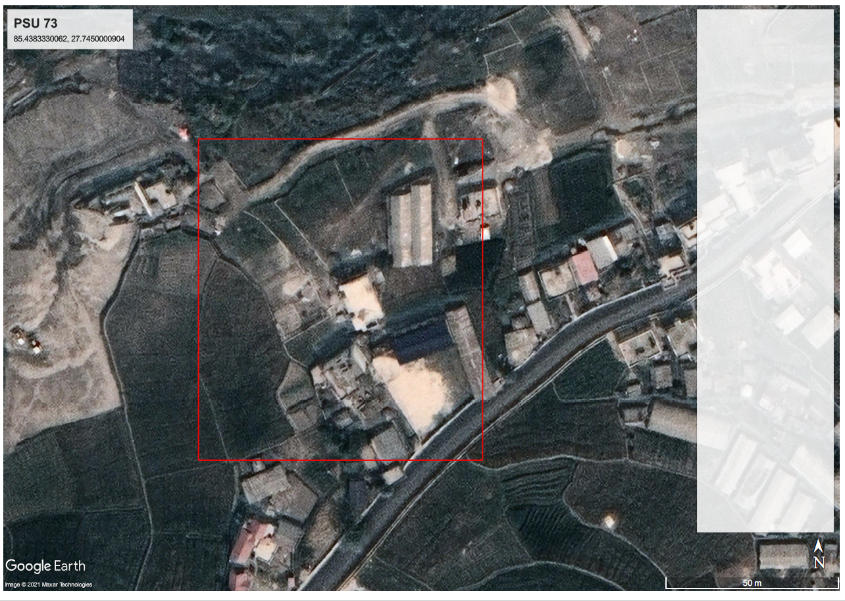 PSU 73
85.4383330062, 27.7450000904
Google Earth
Image © 2021 Maxar Technologies
N
50 m